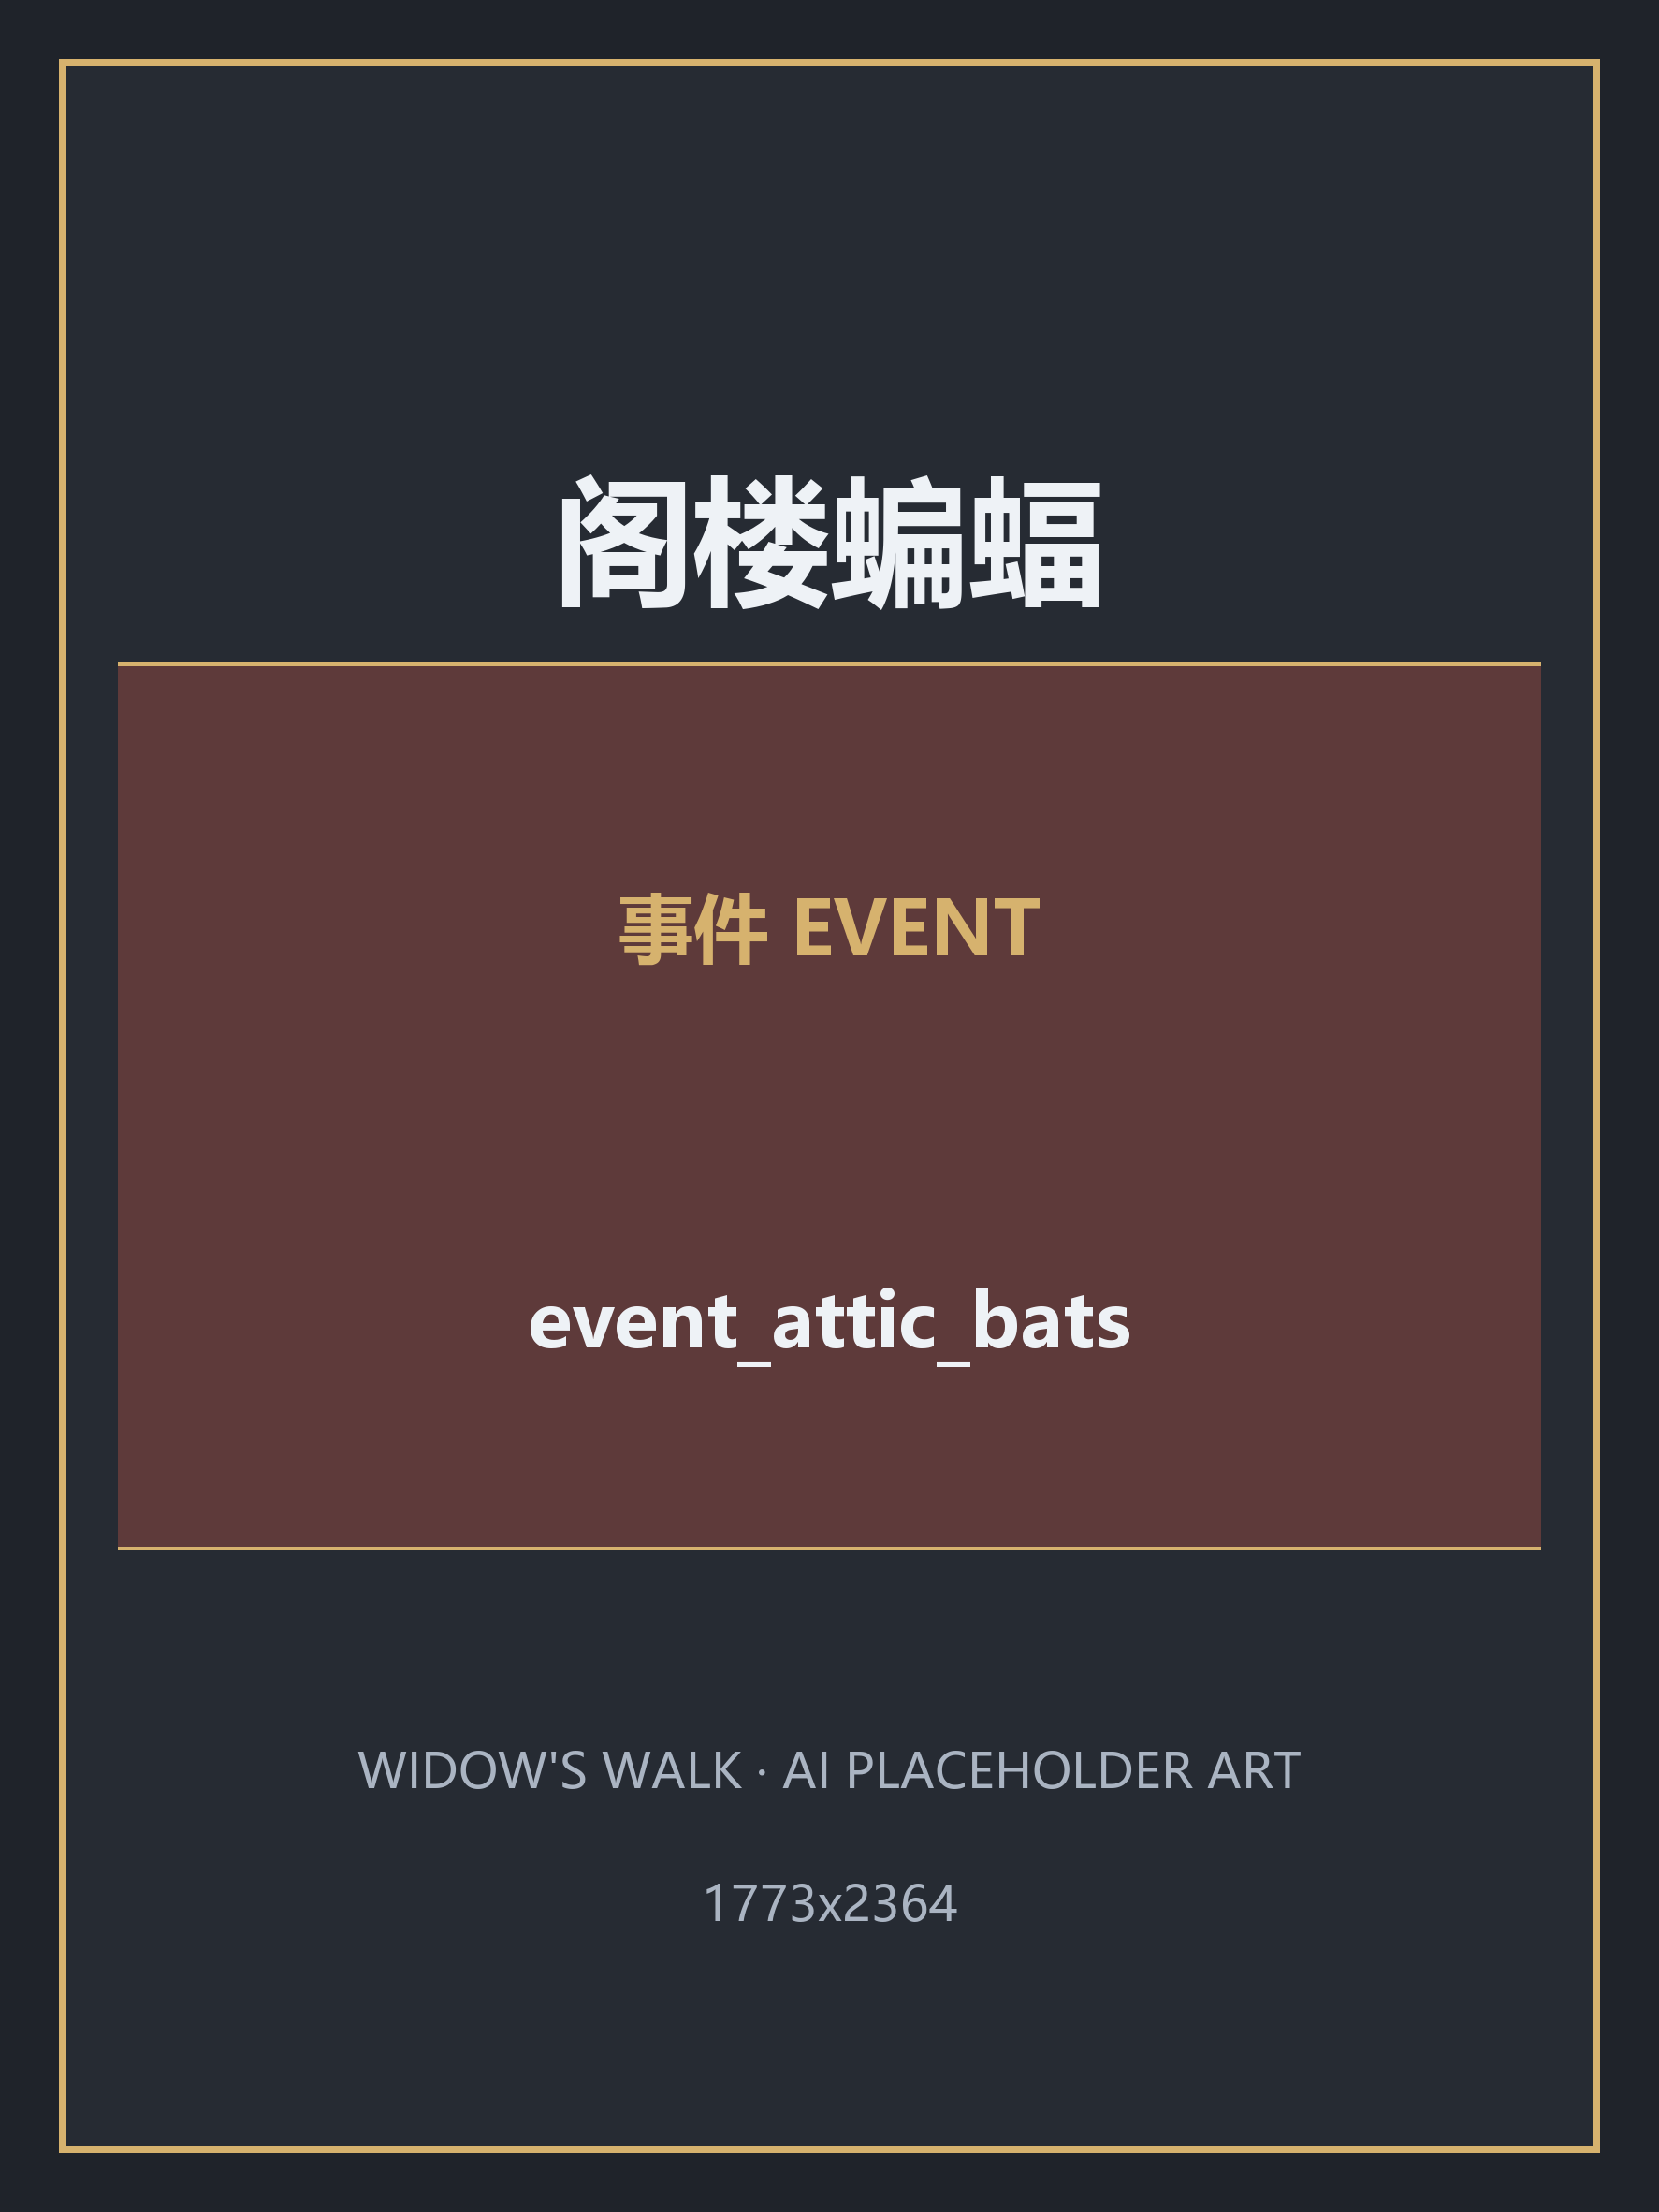 阁楼蝙蝠
事件 EVENT
event_attic_bats
WIDOW'S WALK · AI PLACEHOLDER ART
1773x2364